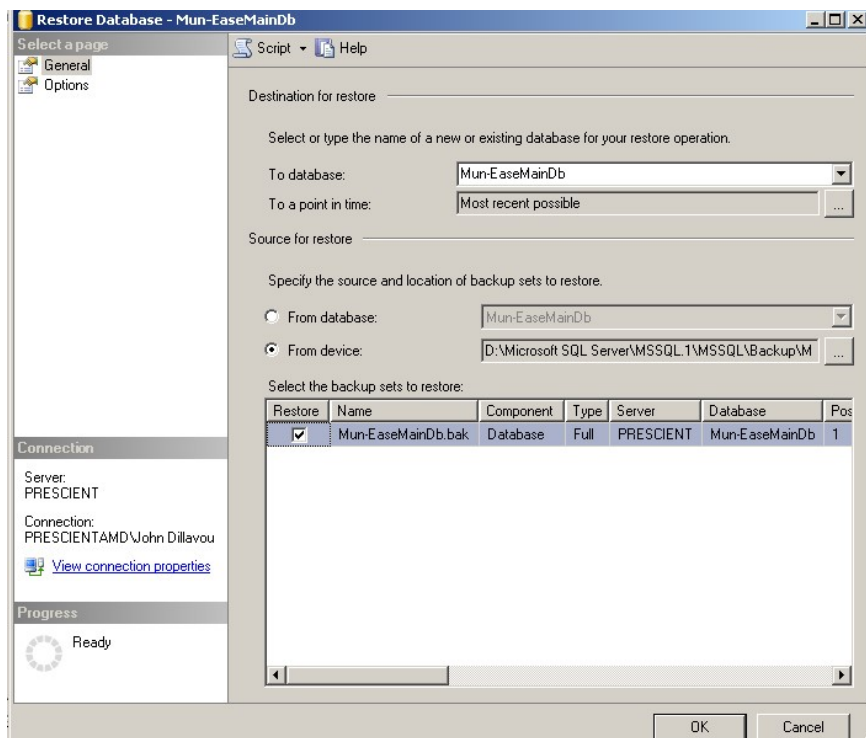 Restore Database - Mun-EaseMainDb
Select a page
General
Options
Script
Help
Destination for restore
Select or type the name of a new or existing database for your restore operation.
To database:
Mun-EaseMainDb
To a point in time:
Most recent possible
...
Source for restore
Specify the source and location of backup sets to restore.
From database:
Mun-EaseMainDb
From device:
D:\Microsoft SQL Server\MSSQL.1\MSSQL\Backup\M
...
Select the backup sets to restore:
Restore Name Component Type Server Database Pos
Mun-EaseMainDb.bak Database Full PRESCIENT Mun-EaseMainDb 1
Connection
Server:
PRESCIENT
Connection:
PRESCIENTAMD\John Dillavou
View connection properties
Progress
Ready
OK
Cancel